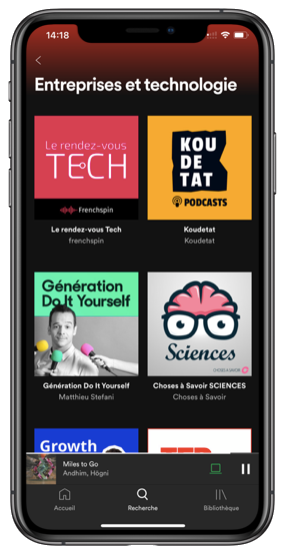 14:18
Entreprises et technologie
Le rendez-vous
TECH
Frenchspin
KOU
DE
TAT
PODCASTS
Le rendez-vous Tech
frenchspin
Koudetat
Koudetat
Génération
Do It Yourself
Sciences
CHOSES À SAVOIR
Génération Do It Yourself
Matthieu Stefani
Choses à Savoir SCIENCES
Choses à Savoir
Growth
TED
Miles to Go
Andhim, Högni
Accueil
Recherche
Bibliothèque